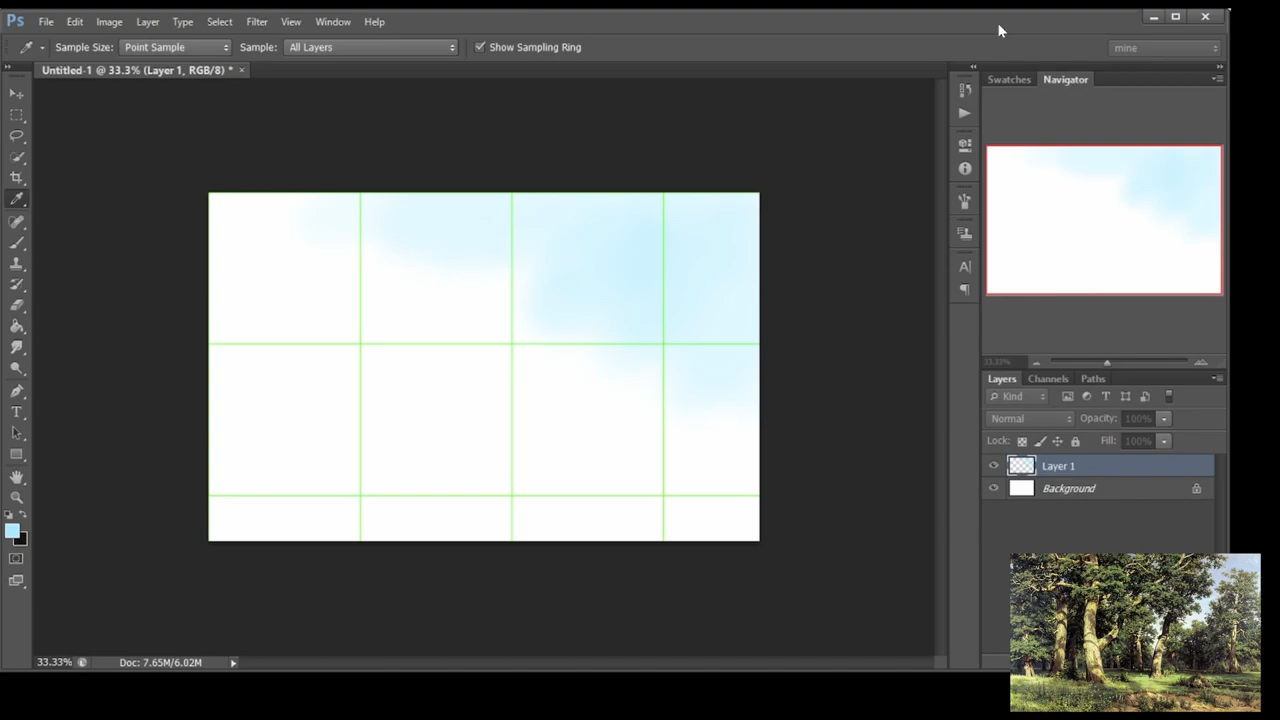 Ps File Edit Image Layer Type Select Filter View Window Help
Sample Size: Point Sample Sample: All Layers Show Sampling Ring mine
Untitled-1 @ 33.3% (Layer 1, RGB/8) * ×
Swatches Navigator
33.33%
Layers Channels Paths
Kind
Normal Opacity: 100%
Lock: Fill: 100%
Layer 1
Background
33.33% Doc: 7.65M/6.02M